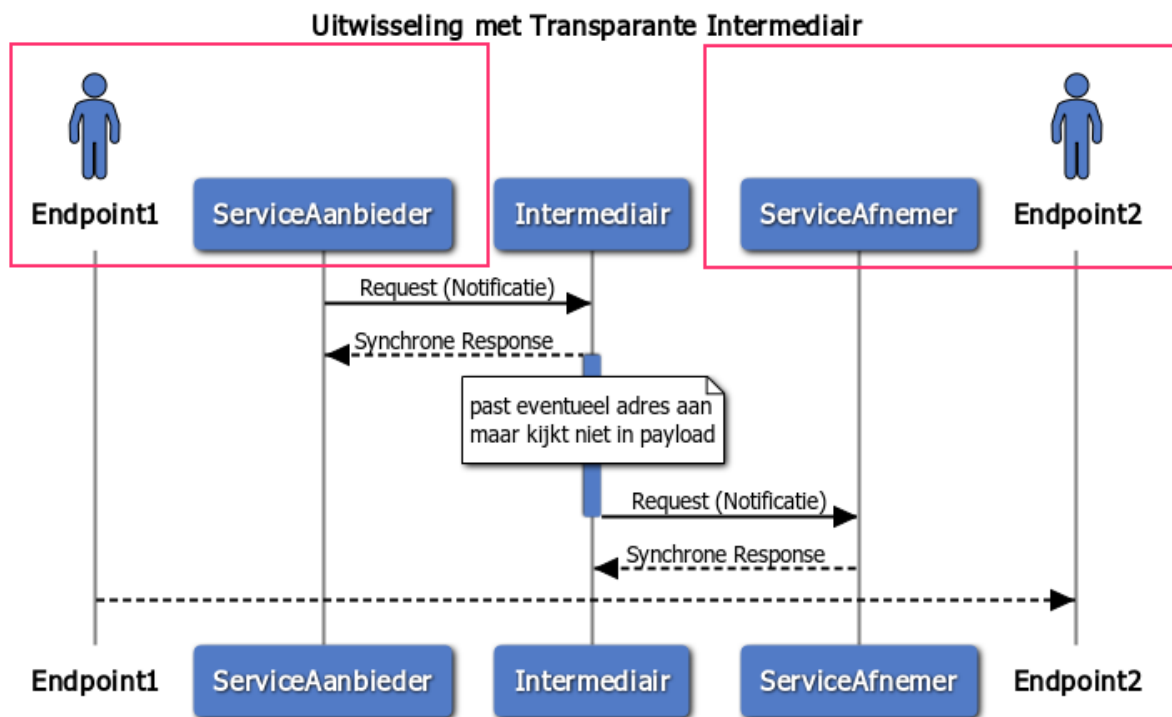 Uitwisseling met Transparante Intermediair
Endpoint1
ServiceAanbieder
Intermediair
ServiceAfnemer
Endpoint2
Request (Notificatie)
Synchrone Response
past eventueel adres aan
maar kijkt niet in payload
Request (Notificatie)
Synchrone Response
Endpoint1
ServiceAanbieder
Intermediair
ServiceAfnemer
Endpoint2